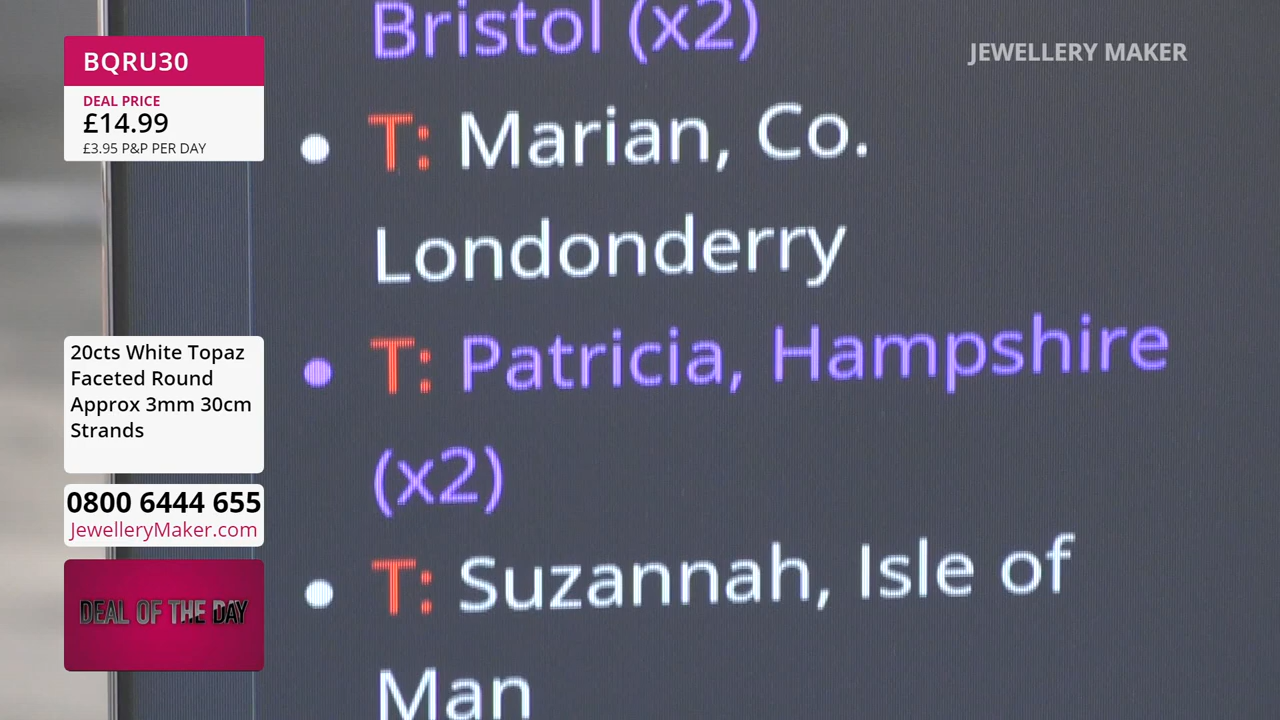 BQRU30
DEAL PRICE
£14.99
£3.95 P&P PER DAY
20cts White Topaz
Faceted Round
Approx 3mm 30cm
Strands
0800 6444 655
JewelleryMaker.com
DEAL OF THE DAY
JEWELLERY MAKER
Bristol (x2)
• T: Marian, Co.
Londonderry
• T: Patricia, Hampshire
(x2)
• T: Suzannah, Isle of
Man